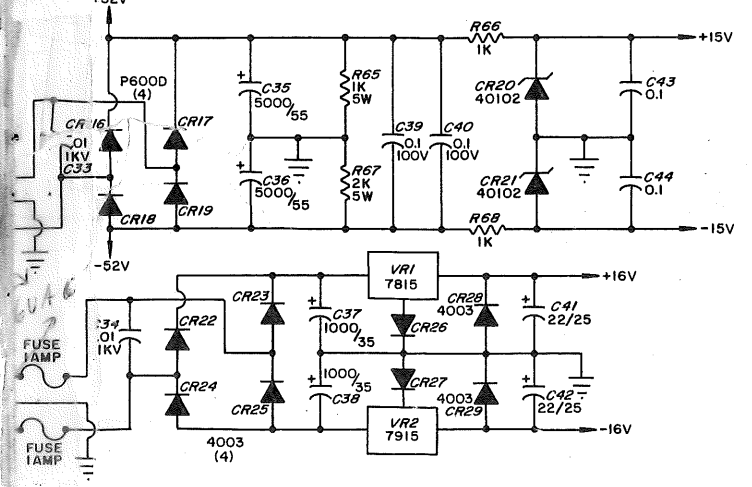 +52V
R66
1K
+15V
P600D
(4)
+
C35
5000/55
R65
1K
5W
C39
0.1
100V
C40
0.1
100V
CR20
40102
C43
0.1
CR16
.01
1KV
C33
CR17
+
C36
5000/55
R67
2K
5W
CR21
40102
C44
0.1
CR18
CR19
R68
1K
-15V
-52V
VR1
7815
+16V
C34
.01
1KV
CR22
CR23
+
C37
1000/35
CR26
CR28
4003
+
C41
22/25
FUSE
1AMP
CR24
CR25
+
1000/35
C38
CR27
4003
CR29
+
C42
22/25
VR2
7915
-16V
4003
(4)
FUSE
1AMP